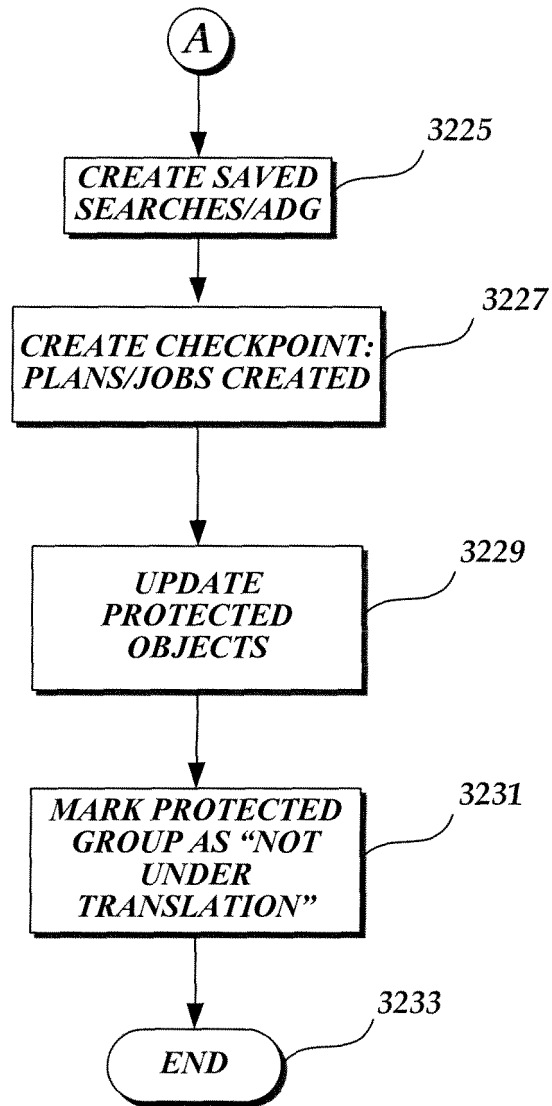 A
3225
CREATE SAVED
SEARCHES/ADG
3227
CREATE CHECKPOINT:
PLANS/JOBS CREATED
3229
UPDATE
PROTECTED
OBJECTS
3231
MARK PROTECTED
GROUP AS “NOT
UNDER
TRANSLATION”
3233
END